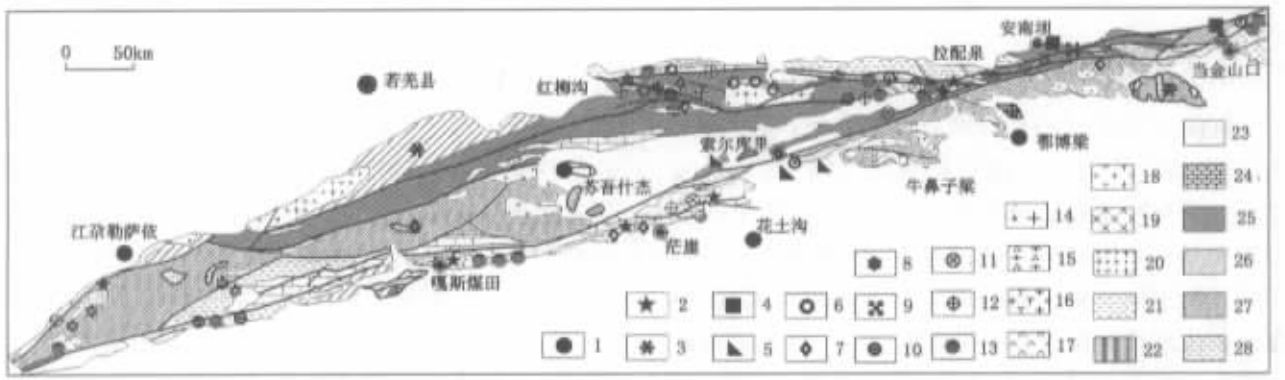 安南坝
0 50km
拉配泉
当金山口
若羌县
红柳沟
索尔库里
鄂博梁
23
苏吾什杰
牛鼻子梁
18 24
14 19 25
江尕勒萨依
花土沟
茫崖
8 11 15 20 26
嘎斯煤田
2 4 6 9 12 16 21 27
1 3 5 7 10 13 17 22 28